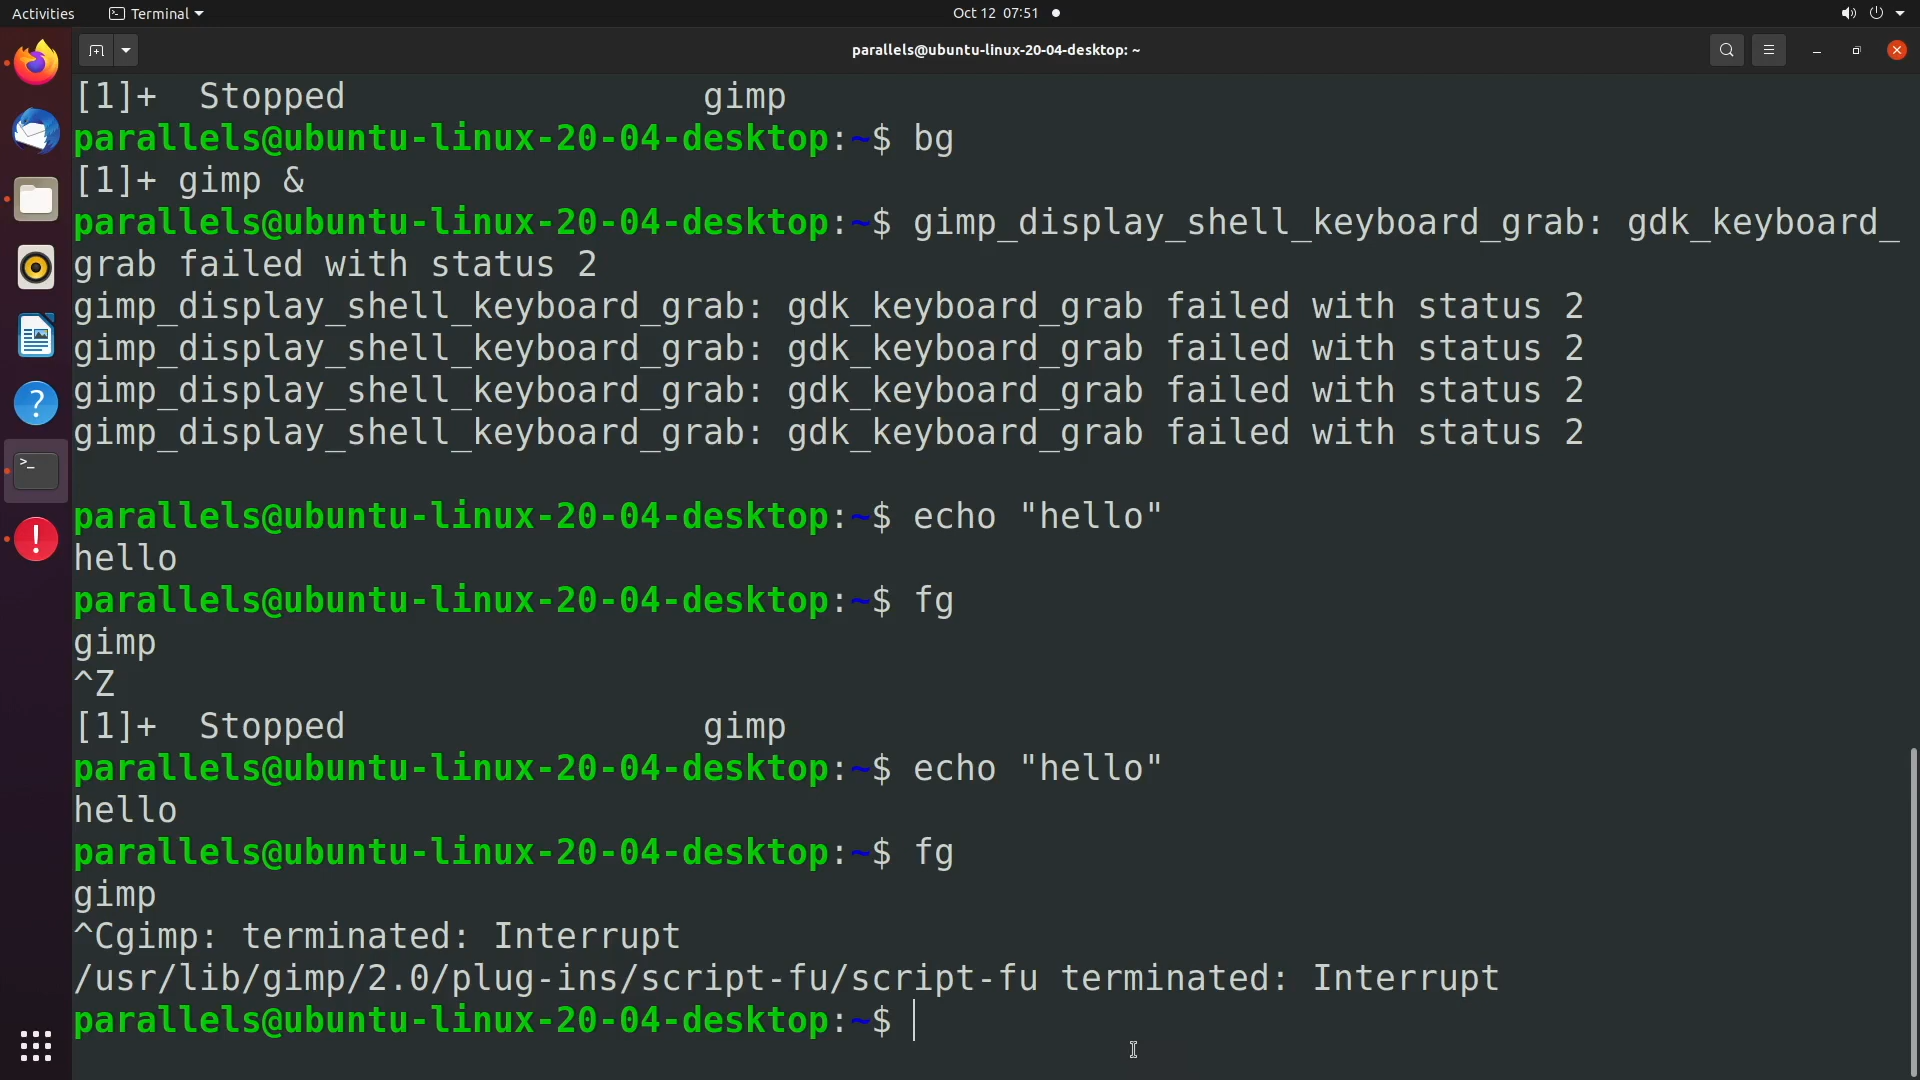 Activities
Terminal
Oct 12 07:51
parallels@ubuntu-linux-20-04-desktop: ~
[1]+  Stopped                 gimp
parallels@ubuntu-linux-20-04-desktop:~$ bg
[1]+ gimp &
parallels@ubuntu-linux-20-04-desktop:~$ gimp_display_shell_keyboard_grab: gdk_keyboard_
grab failed with status 2
gimp_display_shell_keyboard_grab: gdk_keyboard_grab failed with status 2
gimp_display_shell_keyboard_grab: gdk_keyboard_grab failed with status 2
gimp_display_shell_keyboard_grab: gdk_keyboard_grab failed with status 2
gimp_display_shell_keyboard_grab: gdk_keyboard_grab failed with status 2
parallels@ubuntu-linux-20-04-desktop:~$ echo "hello"
hello
parallels@ubuntu-linux-20-04-desktop:~$ fg
gimp
^Z
[1]+  Stopped                 gimp
parallels@ubuntu-linux-20-04-desktop:~$ echo "hello"
hello
parallels@ubuntu-linux-20-04-desktop:~$ fg
gimp
^Cgimp: terminated: Interrupt
/usr/lib/gimp/2.0/plug-ins/script-fu/script-fu terminated: Interrupt
parallels@ubuntu-linux-20-04-desktop:~$